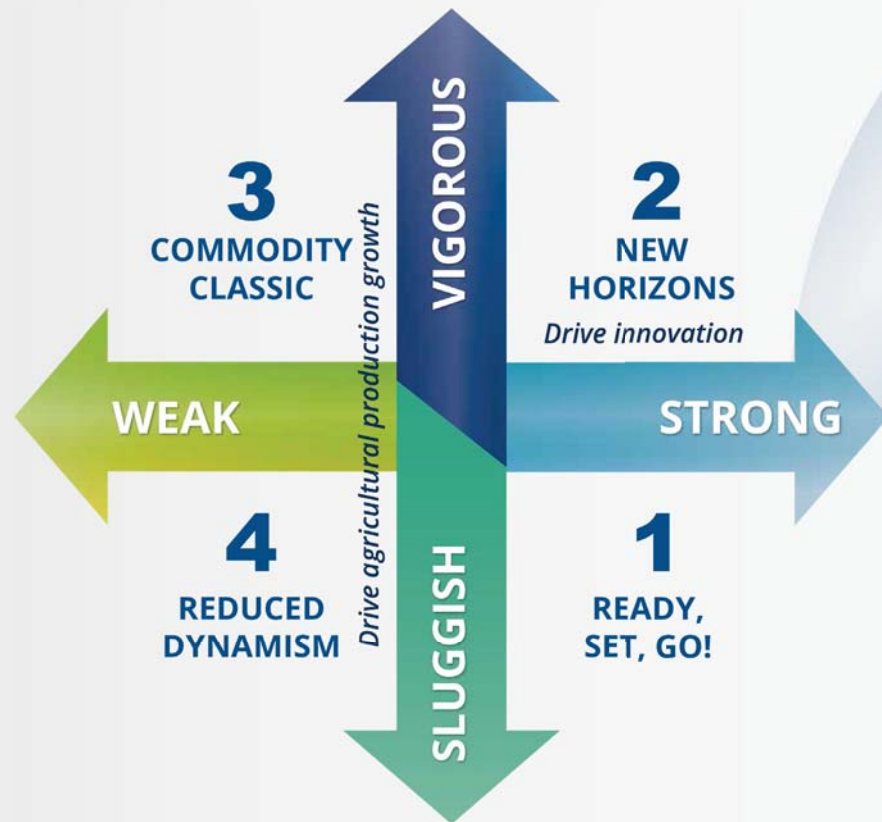 VIGOROUS
3
COMMODITY
CLASSIC
2
NEW
HORIZONS
Drive innovation
Drive agricultural production growth
WEAK
STRONG
4
REDUCED
DYNAMISM
1
READY,
SET, GO!
SLUGGISH